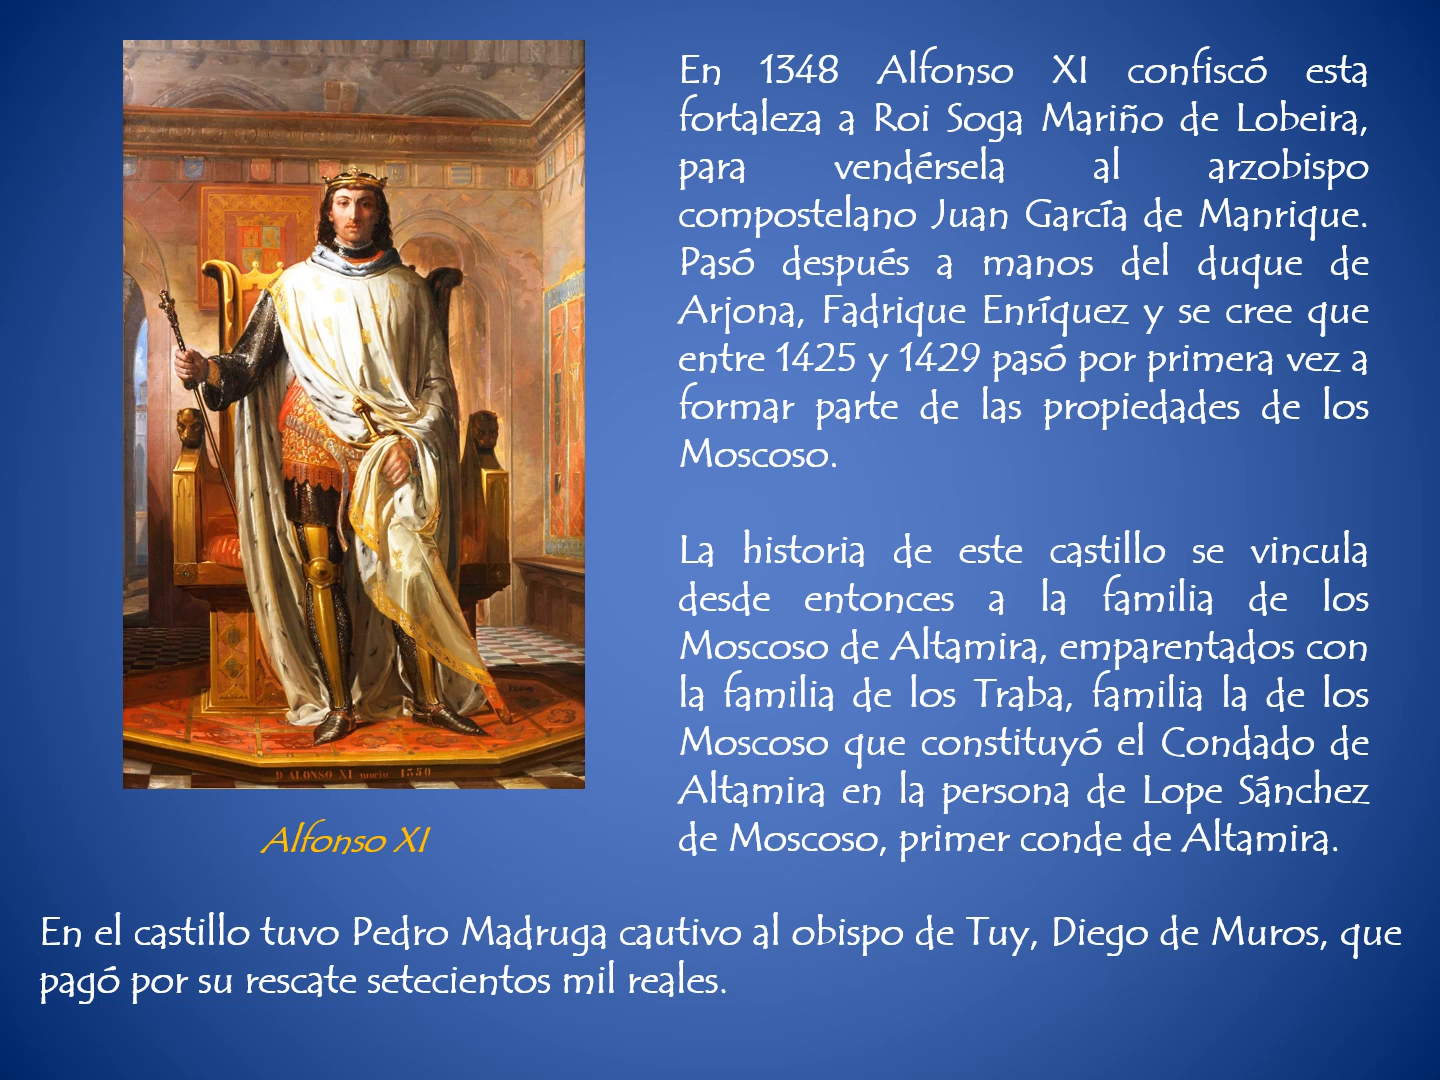 En 1348 Alfonso XI confiscó esta
fortaleza a Roi Soga Mariño de Lobeira,
para vendérsela al arzobispo
compostelano Juan García de Manrique.
Pasó después a manos del duque de
Arjona, Fadrique Enríquez y se cree que
entre 1425 y 1429 pasó por primera vez a
formar parte de las propiedades de los
Moscoso.
La historia de este castillo se vincula
desde entonces a la familia de los
Moscoso de Altamira, emparentados con
la familia de los Traba, familia la de los
Moscoso que constituyó el Condado de
Altamira en la persona de Lope Sánchez
de Moscoso, primer conde de Altamira.
D ALONSO XI murio 1350
Alfonso XI
En el castillo tuvo Pedro Madruga cautivo al obispo de Tuy, Diego de Muros, que
pagó por su rescate setecientos mil reales.